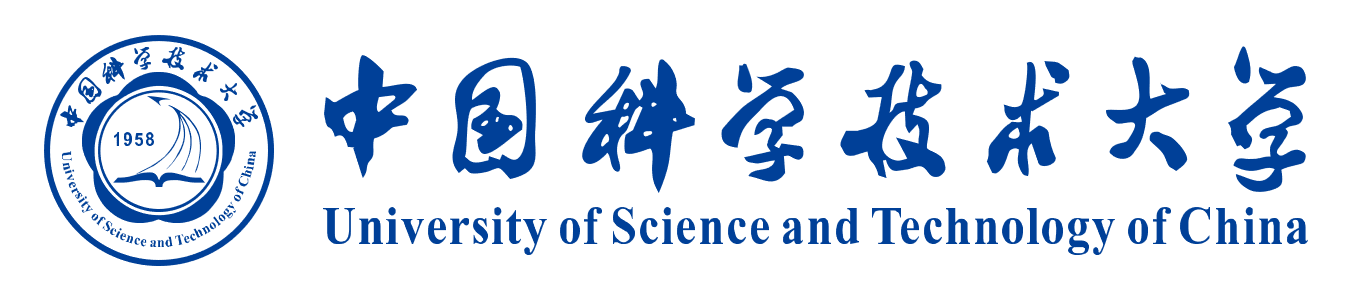 中国科学技术大学
1958
University of Science and Technology of China
中国科学技术大学
University of Science and Technology of China